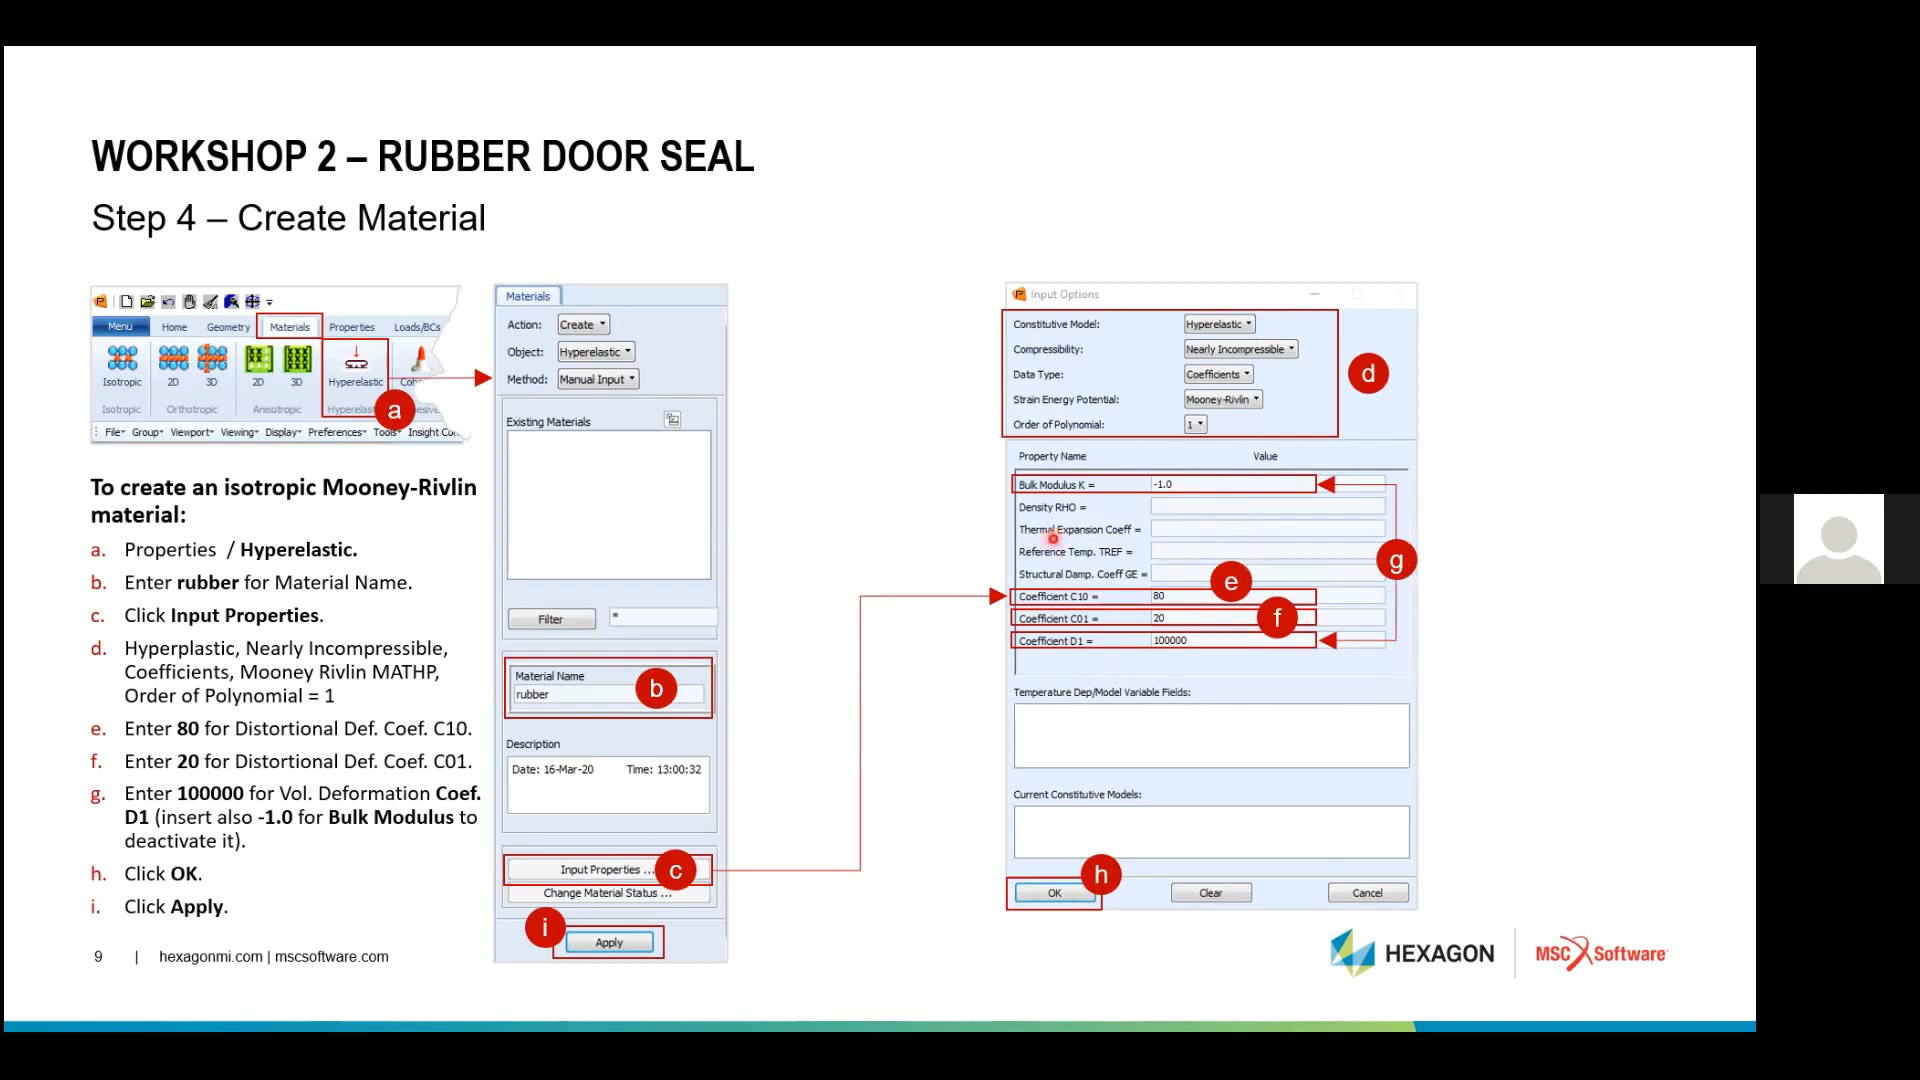 WORKSHOP 2 – RUBBER DOOR SEAL
Step 4 – Create Material
Menu Home Geometry Materials Properties Loads/BCs
Isotropic 2D 3D 2D 3D Hyperelastic
Isotropic Orthotropic Anisotropic
a
File Group Viewport Viewing Display Preferences Tools Insight
To create an isotropic Mooney-Rivlin
material:
a. Properties / Hyperelastic.
b. Enter rubber for Material Name.
c. Click Input Properties.
d. Hyperplastic, Nearly Incompressible,
Coefficients, Mooney Rivlin MATHP,
Order of Polynomial = 1
e. Enter 80 for Distortional Def. Coef. C10.
f. Enter 20 for Distortional Def. Coef. C01.
g. Enter 100000 for Vol. Deformation Coef.
D1 (insert also -1.0 for Bulk Modulus to
deactivate it).
h. Click OK.
i. Click Apply.
Materials
Action: Create
Object: Hyperelastic
Method: Manual Input
Existing Materials
Filter *
Material Name
rubber
b
Description
Date: 16-Mar-20 Time: 13:00:32
Input Properties ...
c
Change Material Status ...
i
Apply
Input Options
Constitutive Model: Hyperelastic
Compressibility: Nearly Incompressible
Data Type: Coefficients
d
Strain Energy Potential: Mooney-Rivlin
Order of Polynomial: 1
Property Name Value
Bulk Modulus K = -1.0
Density RHO =
Thermal Expansion Coeff =
Reference Temp. TREF =
g
Structural Damp. Coeff GE =
e
Coefficient C10 = 80
Coefficient C01 = 20
f
Coefficient D1 = 100000
Temperature Dep/Model Variable Fields:
Current Constitutive Models:
h
OK Clear Cancel
9 | hexagonmi.com | mscsoftware.com
HEXAGON
MSC Software